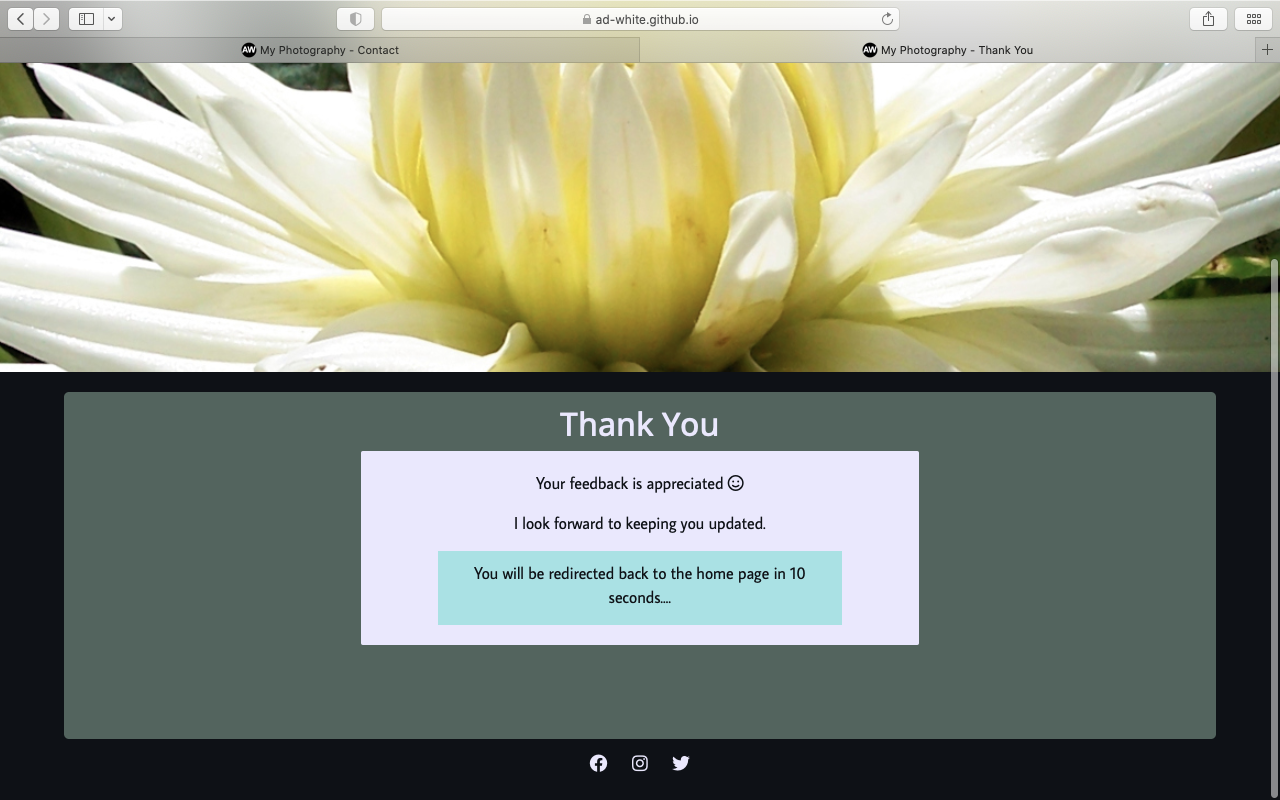 ad-white.github.io
AW My Photography - Contact
AW My Photography - Thank You
Thank You
Your feedback is appreciated
I look forward to keeping you updated.
You will be redirected back to the home page in 10
seconds....